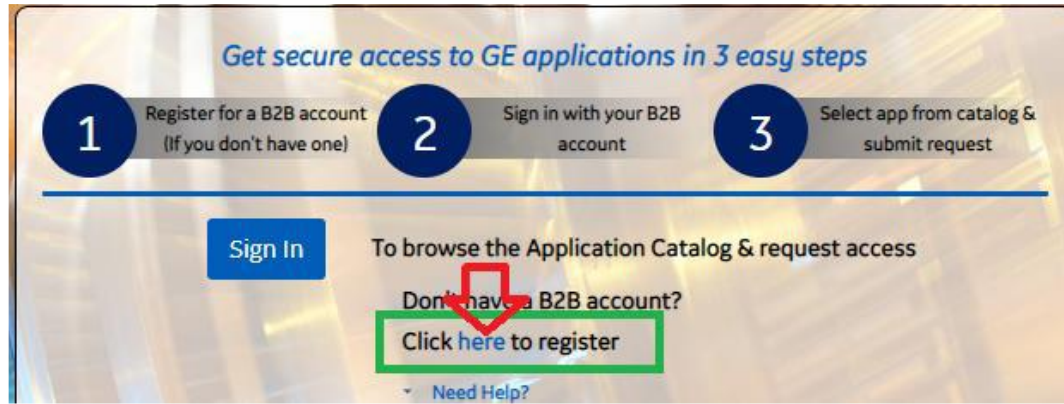 Get secure access to GE applications in 3 easy steps
1
Register for a B2B account
(If you don't have one)
2
Sign in with your B2B
account
3
Select app from catalog &
submit request
Sign In
To browse the Application Catalog & request access
Don't have a B2B account?
Click here to register
Need Help?